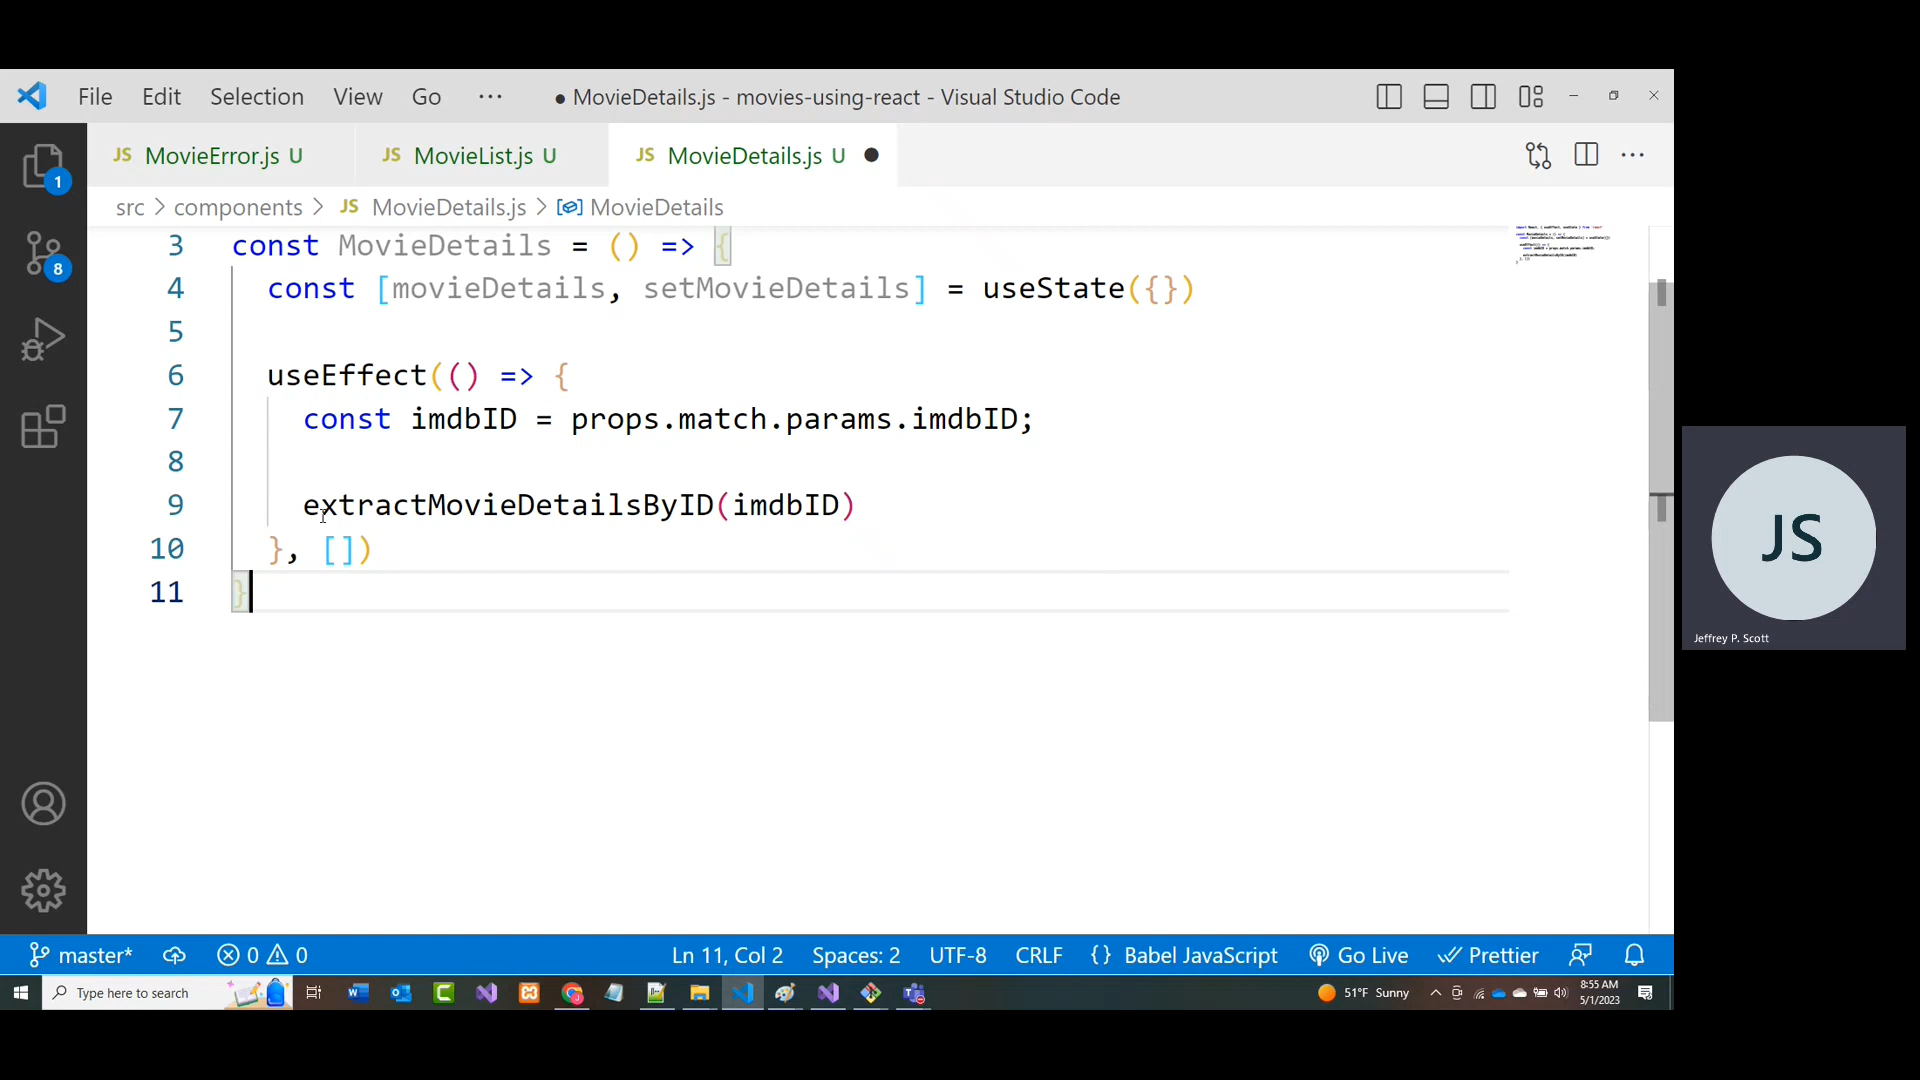 File Edit Selection View Go ··· ● MovieDetails.js - movies-using-react - Visual Studio Code
JS MovieError.js U JS MovieList.js U JS MovieDetails.js U ●
src > components > JS MovieDetails.js > MovieDetails
3 const MovieDetails = () => {
4 const [movieDetails, setMovieDetails] = useState({})
5
6 useEffect(() => {
7 const imdbID = props.match.params.imdbID;
8
9 extractMovieDetailsByID(imdbID)
10 }, [])
11 }
1
8
JS
Jeffrey P. Scott
master* 0 0 Ln 11, Col 2 Spaces: 2 UTF-8 CRLF {} Babel JavaScript Go Live Prettier
Type here to search 51°F Sunny 8:55 AM
5/1/2023